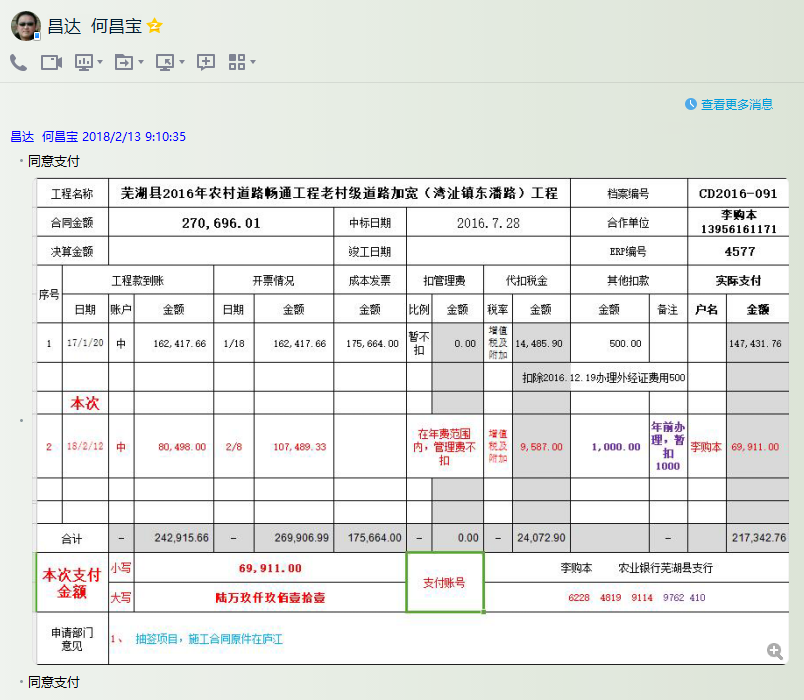 昌达 何昌宝
查看更多消息
昌达 何昌宝 2018/2/13 9:10:35
同意支付
工程名称 芜湖县2016年农村道路畅通工程老村级道路加宽（湾沚镇东潘路）工程 档案编号 CD2016-091
合同金额 270,696.01 中标日期 2016.7.28 合作单位 李购本 13956161171
决算金额 竣工日期 ERP编号 4577
序号 工程款到账 开票情况 成本发票 扣管理费 代扣税金 其他扣款 实际支付
日期 账户 金额 日期 金额 金额 比例 金额 税率 金额 金额 备注 户名 金额
1 17/1/20 中 162,417.66 1/18 162,417.66 175,664.00 暂不扣 0.00 增值税及附加 14,485.90 500.00 147,431.76
扣除2016.12.19办理外经证费用500
本次
2 18/2/12 中 80,498.00 2/8 107,489.33 在年费范围内，管理费不扣 增值税及附加 9,587.00 1,000.00 年前办理，暂扣1000 李购本 69,911.00
合计 - 242,915.66 - 269,906.99 175,664.00 - 0.00 - 24,072.90 - 217,342.76
本次支付金额 小写 69,911.00 支付账号 李购本 农业银行芜湖县支行
大写 陆万玖仟玖佰壹拾壹 6228 4819 9114 9762 410
申请部门意见 1、 抽签项目，施工合同原件在庐江
同意支付